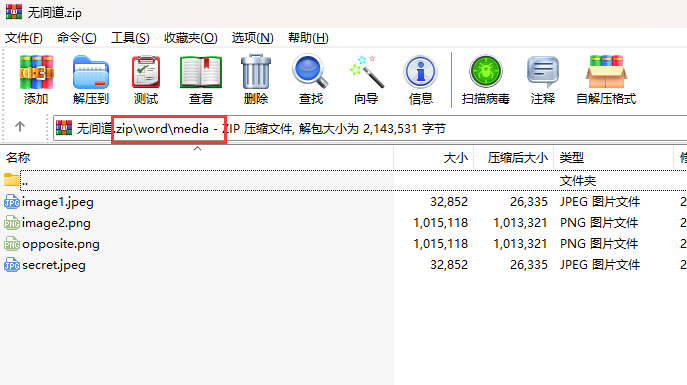 无间道.zip
文件(F) 命令(C) 工具(S) 收藏夹(O) 选项(N) 帮助(H)
添加 解压到 测试 查看 删除 查找 向导 信息 扫描病毒 注释 自解压格式
无间道.zip\word\media - ZIP 压缩文件, 解包大小为 2,143,531 字节
名称 大小 压缩后大小 类型
.. 文件夹
JPG image1.jpeg 32,852 26,335 JPEG 图片文件 2
PNG image2.png 1,015,118 1,013,321 PNG 图片文件 2
PNG opposite.png 1,015,118 1,013,321 PNG 图片文件 2
JPG secret.jpeg 32,852 26,335 JPEG 图片文件 2